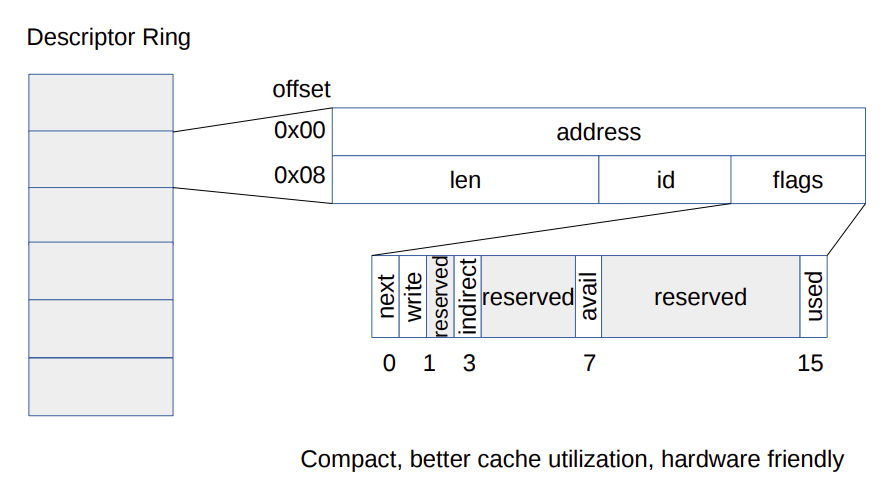 Descriptor Ring
offset
0x00
address
0x08
len id flags
next write reserved indirect reserved avail reserved used
0 1 3 7 15
Compact, better cache utilization, hardware friendly